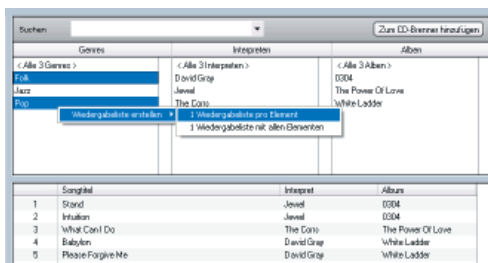 Suchen
Zum CD-Brenner hinzufügen
Genres Interpreten Alben
<Alle 3 Genres> <Alle 3 Interpreten> <Alle 3 Alben>
Folk David Gray 0304
Jazz Jewel The Power Of Love
Pop The Corrs White Ladder
Wiedergabeliste erstellen 1 Wiedergabeliste pro Element
1 Wiedergabeliste mit allen Elementen
Songtitel Interpret Album
1 Stand Jewel 0304
2 Intuition Jewel 0304
3 What Can I Do The Corrs The Power Of Love
4 Babylon David Gray White Ladder
5 Please Forgive Me David Gray White Ladder